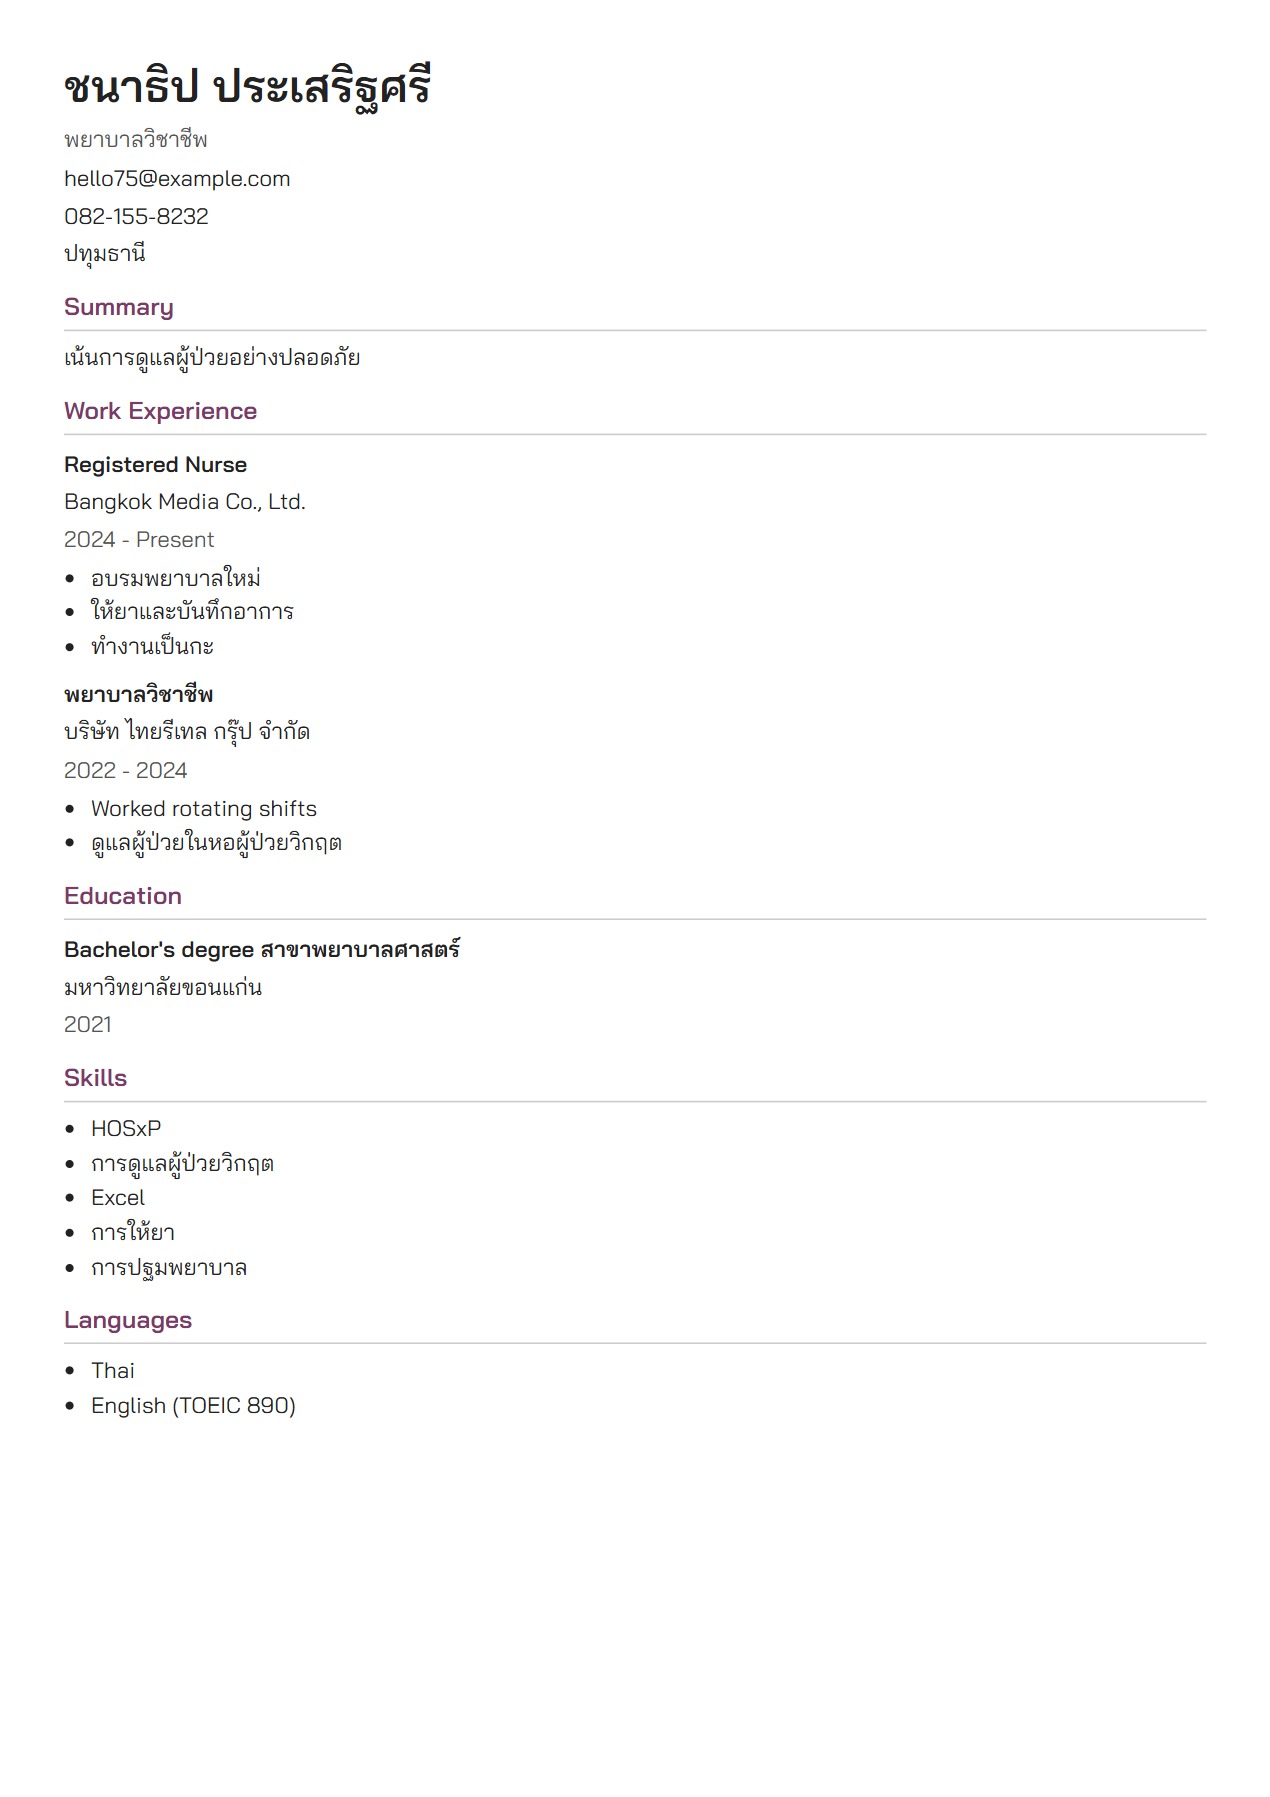 ชนาธิป ประเสริฐศรี
พยาบาลวิชาชีพ
hello75@example.com
082-155-8232
ปทุมธานี
Summary
เน้นการดูแลผู้ป่วยอย่างปลอดภัย
Work Experience
Registered Nurse
Bangkok Media Co., Ltd.
2024 - Present
• อบรมพยาบาลใหม่
• ให้ยาและบันทึกอาการ
• ทำงานเป็นกะ
พยาบาลวิชาชีพ
บริษัท ไทยรีเทล กรุ๊ป จำกัด
2022 - 2024
• Worked rotating shifts
• ดูแลผู้ป่วยในหอผู้ป่วยวิกฤต
Education
Bachelor's degree สาขาพยาบาลศาสตร์
มหาวิทยาลัยขอนแก่น
2021
Skills
• HOSxP
• การดูแลผู้ป่วยวิกฤต
• Excel
• การให้ยา
• การปฐมพยาบาล
Languages
• Thai
• English (TOEIC 890)